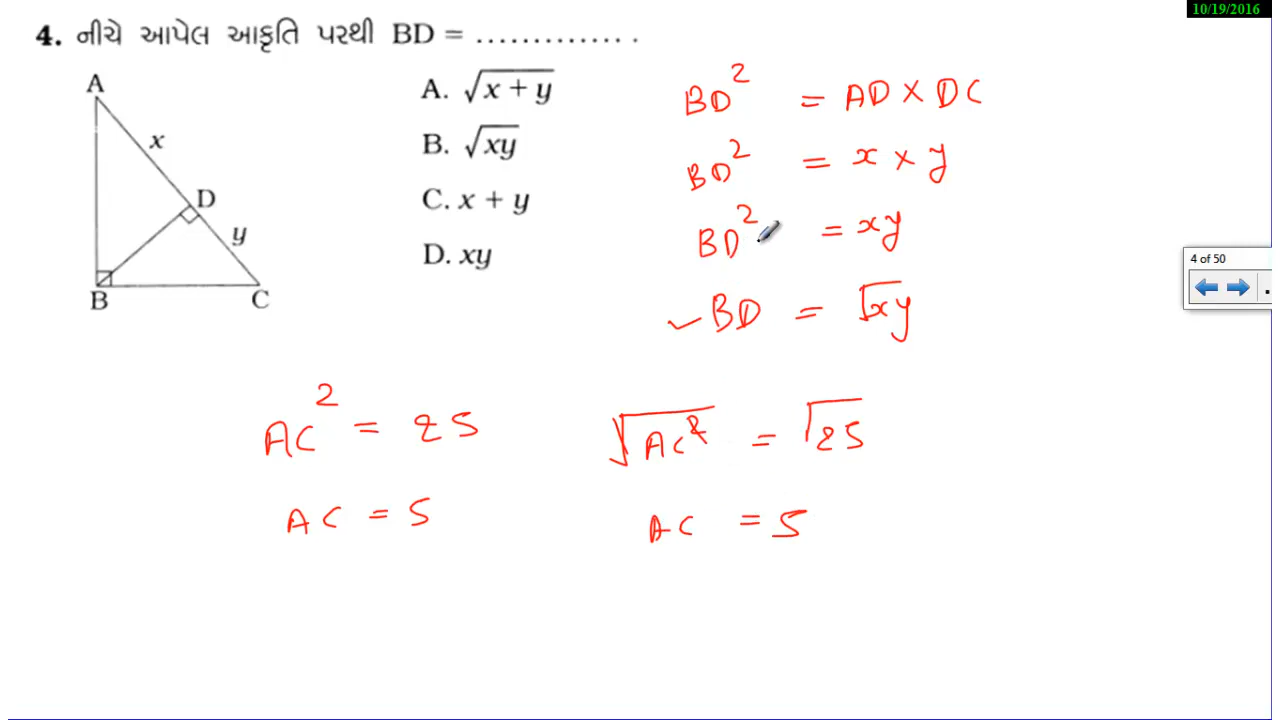 10/19/2016
4. નીચે આપેલ આકૃતિ પરથી BD = .............. .
A
x
D
y
B
C
A. √x + y
B. √xy
C. x + y
D. xy
BD² = AD × DC
BD² = x × y
BD² = xy
✓ BD = √xy
4 of 50
AC² = 25
AC = 5
√AC² = √25
AC = 5